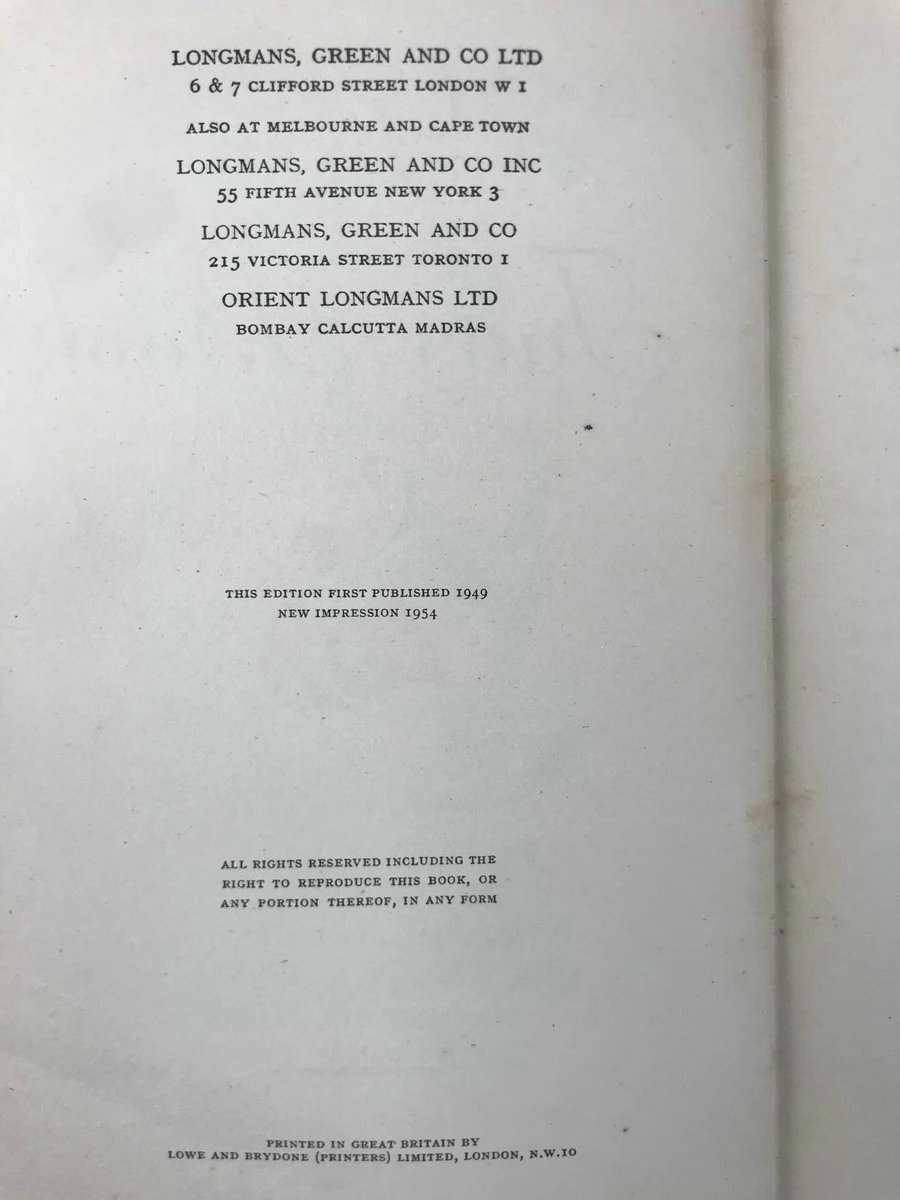 LONGMANS, GREEN AND CO LTD
6 & 7 CLIFFORD STREET LONDON W 1
ALSO AT MELBOURNE AND CAPE TOWN
LONGMANS, GREEN AND CO INC
55 FIFTH AVENUE NEW YORK 3
LONGMANS, GREEN AND CO
215 VICTORIA STREET TORONTO 1
ORIENT LONGMANS LTD
BOMBAY CALCUTTA MADRAS
THIS EDITION FIRST PUBLISHED 1949
NEW IMPRESSION 1954
ALL RIGHTS RESERVED INCLUDING THE
RIGHT TO REPRODUCE THIS BOOK, OR
ANY PORTION THEREOF, IN ANY FORM
PRINTED IN GREAT BRITAIN BY
LOWE AND BRYDONE (PRINTERS) LIMITED, LONDON, N.W.10